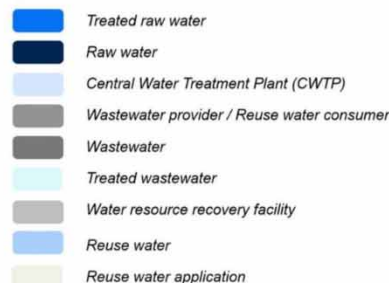 Treated raw water
Raw water
Central Water Treatment Plant (CWTP)
Wastewater provider / Reuse water consumer
Wastewater
Treated wastewater
Water resource recovery facility
Reuse water
Reuse water application